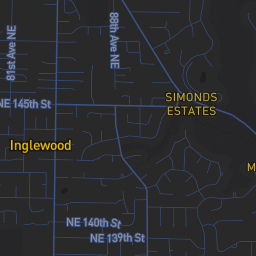 81st Ave NE
88th Ave NE
SIMONDS
ESTATES
NE 145th St
Inglewood
M
NE 140th St
NE 139th St